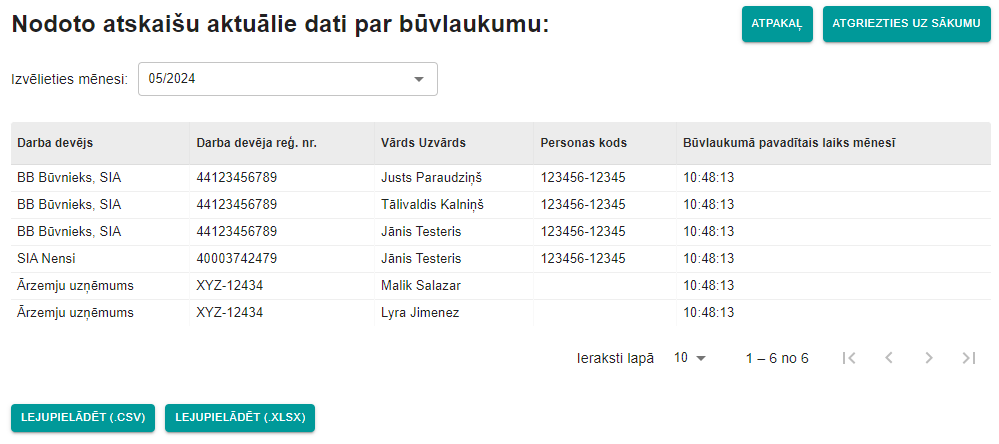 Nodoto atskaišu aktuālie dati par būvlaukumu:
ATPAKAĻ ATGRIEZTIES UZ SĀKUMU
Izvēlieties mēnesi: 05/2024
Darba devējs Darba devēja reģ. nr. Vārds Uzvārds Personas kods Būvlaukumā pavadītais laiks mēnesī
BB Būvnieks, SIA 44123456789 Justs Paraudziņš 123456-12345 10:48:13
BB Būvnieks, SIA 44123456789 Tālivaldis Kalniņš 123456-12345 10:48:13
BB Būvnieks, SIA 44123456789 Jānis Testeris 123456-12345 10:48:13
SIA Nensi 40003742479 Jānis Testeris 123456-12345 10:48:13
Ārzemju uzņēmums XYZ-12434 Malik Salazar 10:48:13
Ārzemju uzņēmums XYZ-12434 Lyra Jimenez 10:48:13
Ieraksti lapā 10 1 – 6 no 6
LEJUPIELĀDĒT (.CSV) LEJUPIELĀDĒT (.XLSX)